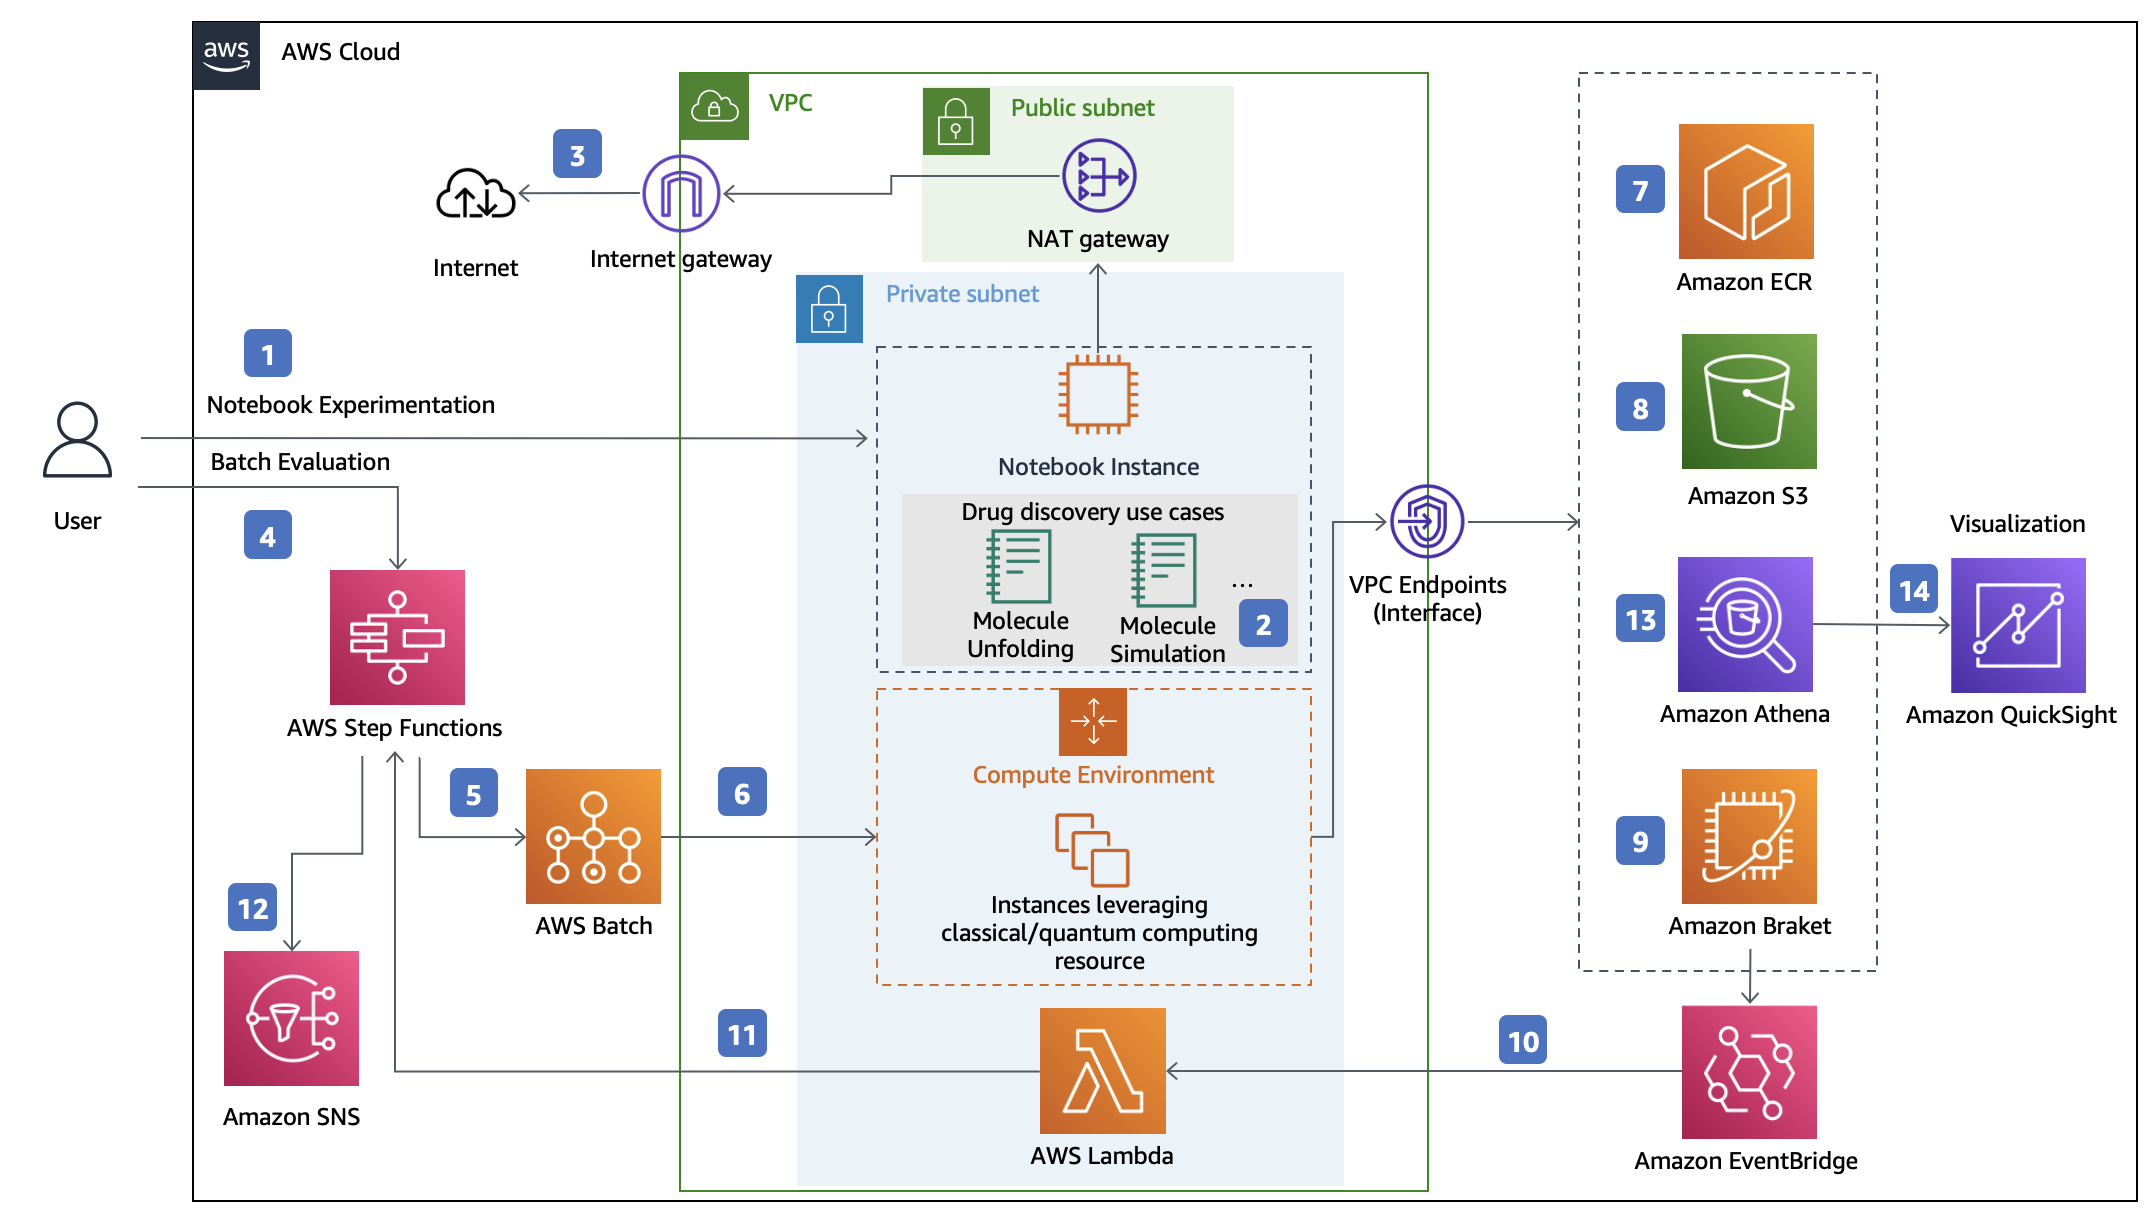 aws
AWS Cloud
VPC
Public subnet
3
NAT gateway
Internet
Internet gateway
7
Amazon ECR
Private subnet
1
Notebook Experimentation
Batch Evaluation
User
4
Notebook Instance
Drug discovery use cases
...
Molecule
Unfolding
Molecule
Simulation
2
VPC Endpoints
(Interface)
8
Amazon S3
Visualization
13
14
Amazon Athena
Amazon QuickSight
AWS Step Functions
5
6
AWS Batch
Compute Environment
Instances leveraging
classical/quantum computing
resource
9
Amazon Braket
12
Amazon SNS
11
AWS Lambda
10
Amazon EventBridge